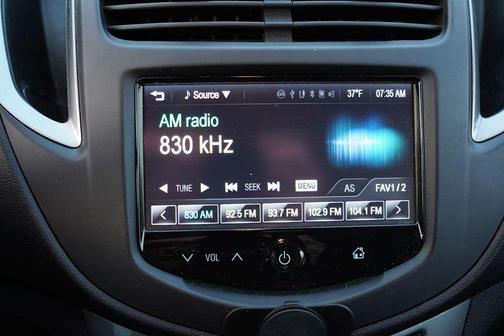 ♪ Source ▼ 37°F 07:35 AM
AM radio
830 kHz
◀ TUNE ▶ |◀◀ SEEK ▶▶| MENU AS FAV1 / 2
< 830 AM 92.5 FM 93.7 FM 102.9 FM 104.1 FM >
VOL